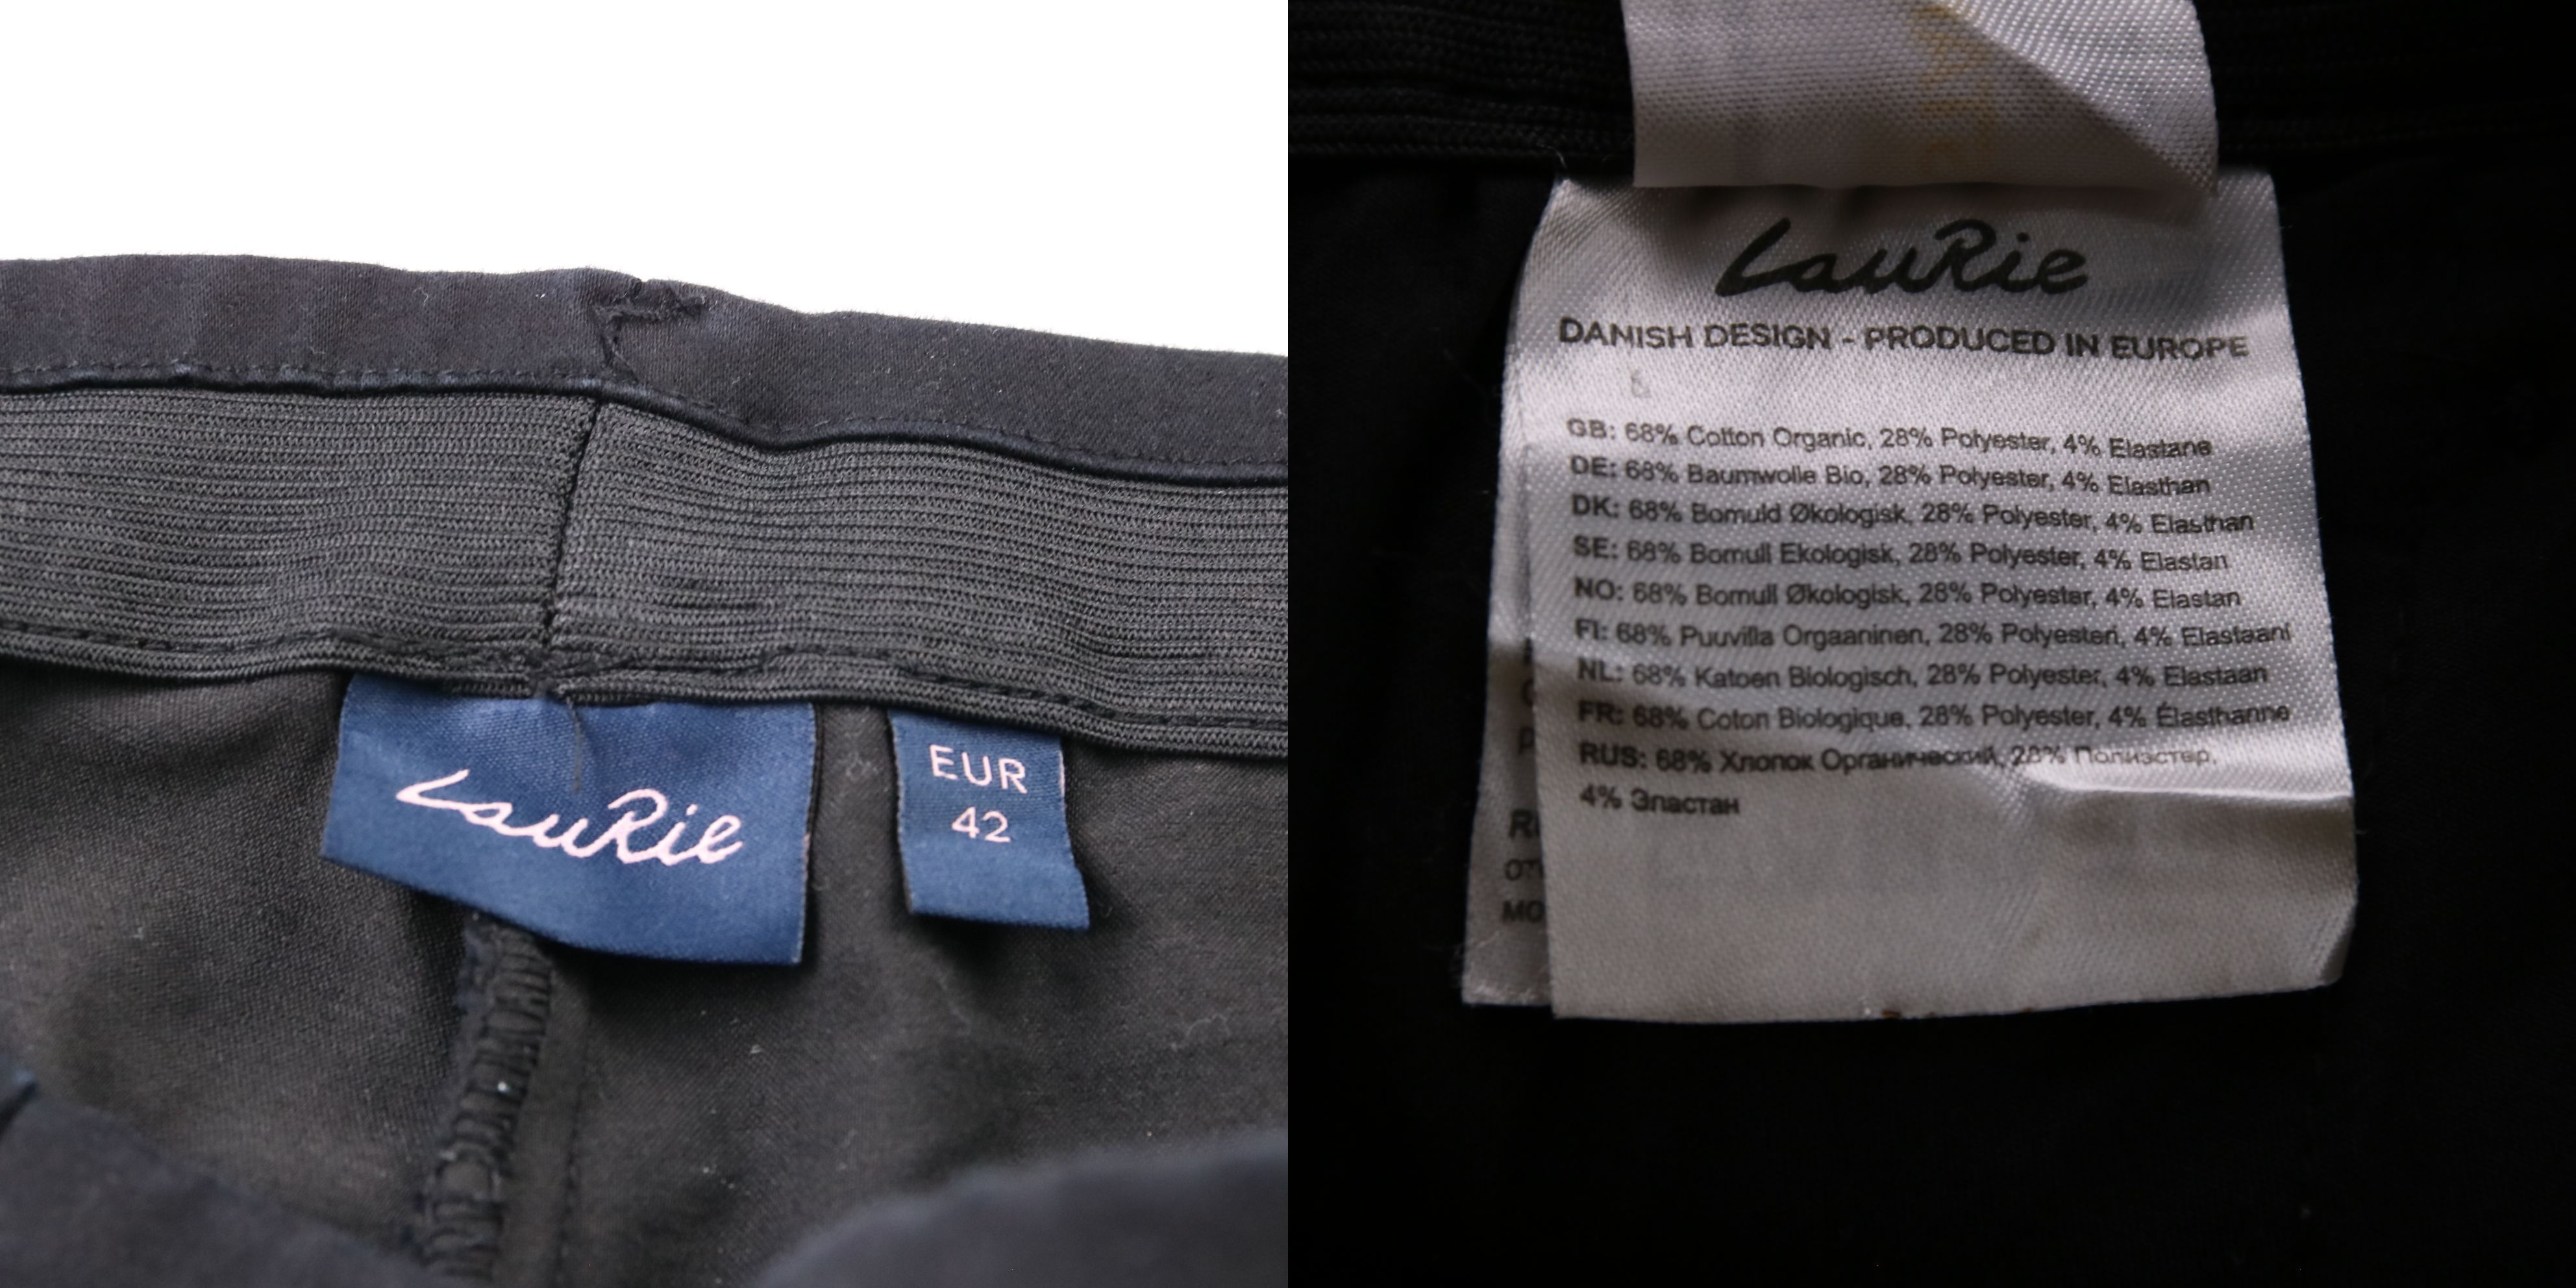 LauRie
EUR
42
LauRie
DANISH DESIGN - PRODUCED IN EUROPE
GB: 68% Cotton Organic, 28% Polyester, 4% Elastane
DE: 68% Baumwolle Bio, 28% Polyester, 4% Elasthan
DK: 68% Bomuld Økologisk, 28% Polyester, 4% Elasthan
SE: 68% Bomull Ekologisk, 28% Polyester, 4% Elastan
NO: 68% Bomull Økologisk, 28% Polyester, 4% Elastan
FI: 68% Puuvilla Orgaaninen, 28% Polyesteri, 4% Elastaani
NL: 68% Katoen Biologisch, 28% Polyester, 4% Elastaan
FR: 68% Coton Biologique, 28% Polyester, 4% Élasthanne
RUS: 68% Хлопок Органический, 28% Полиэстер,
4% Эластан